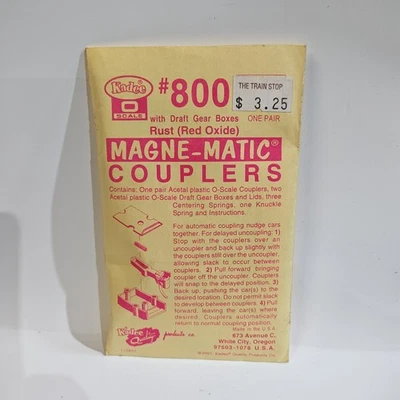 Kadee
O
SCALE
#800
THE TRAIN STOP
$ 3.25
with Draft Gear Boxes ONE PAIR
Rust (Red Oxide)
MAGNE-MATIC®
COUPLERS
Contains: One pair Acetal plastic O-Scale Couplers, two
Acetal plastic O-Scale Draft Gear Boxes and Lids, three
Centering Springs, one Knuckle
Spring and Instructions.
For automatic coupling nudge cars
together. For delayed uncoupling: 1)
Stop with the couplers over an
uncoupler and back up slightly with
the couplers still over the uncoupler,
allowing slack to occur between
couplers. 2) Pull forward bringing
coupler off the uncoupler. Couplers
will snap to the delayed position. 3)
Back up, pushing the car(s) to the
desired location. Do not permit slack
to develop between couplers. 4) Pull
forward, leaving the car(s) where
desired. Couplers automatically
return to normal coupling position.
Made in the U.S.A.
Kadee Quality products co.
673 Avenue C,
White City, Oregon
97503-1078 U.S.A.